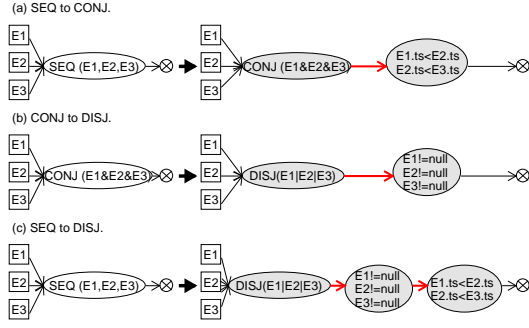 (a) SEQ to CONJ.
E1
E2
E3
SEQ (E1,E2,E3)
E1
E2
E3
CONJ (E1&E2&E3)
E1.ts<E2.ts
E2.ts<E3.ts
(b) CONJ to DISJ.
E1
E2
E3
CONJ (E1&E2&E3)
E1
E2
E3
DISJ(E1|E2|E3)
E1!=null
E2!=null
E3!=null
(c) SEQ to DISJ.
E1
E2
E3
SEQ (E1,E2,E3)
E1
E2
E3
DISJ(E1|E2|E3)
E1!=null
E2!=null
E3!=null
E1.ts<E2.ts
E2.ts<E3.ts